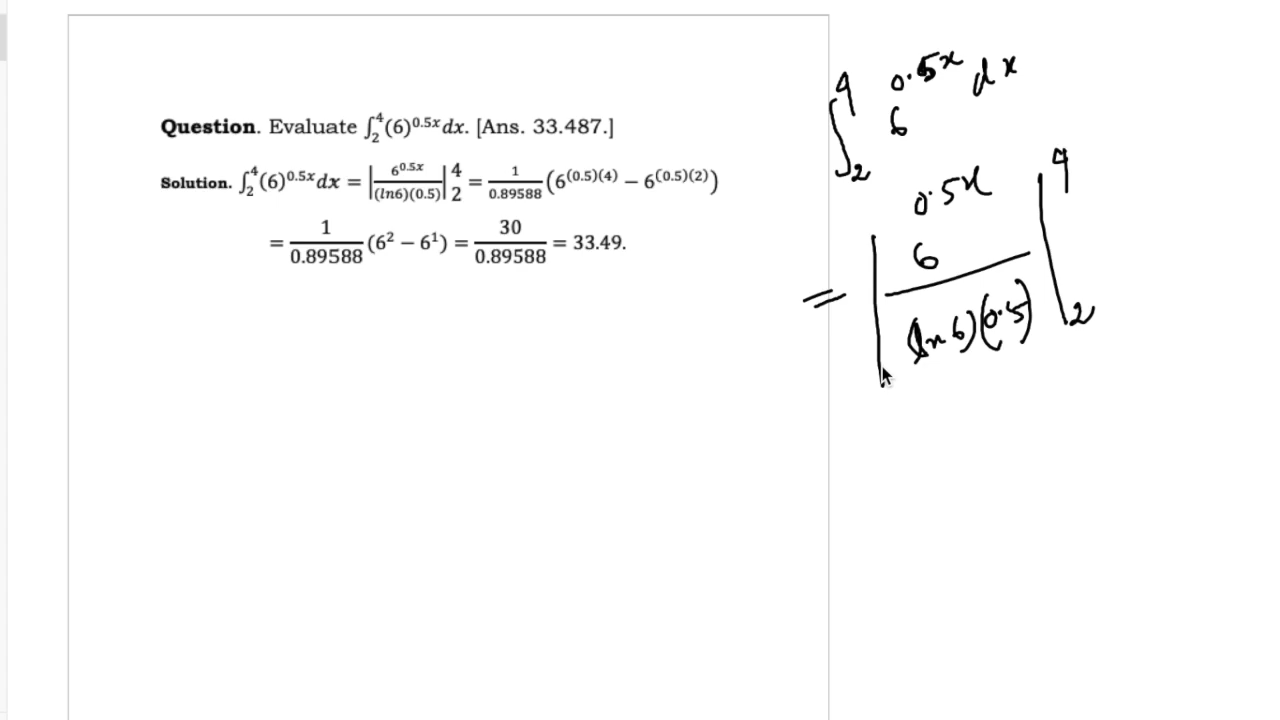 Question. Evaluate ∫₂⁴(6)^0.5x dx. [Ans. 33.487.]
Solution. ∫₂⁴(6)^0.5x dx = |6^0.5x/(ln6)(0.5)| 4 2 = 1/0.89588 (6^(0.5)(4) − 6^(0.5)(2))
= 1/0.89588 (6² − 6¹) = 30/0.89588 = 33.49.
∫₂⁴ 6^0.5x dx
= |6^0.5x/(ln 6)(0.5)|₂⁴